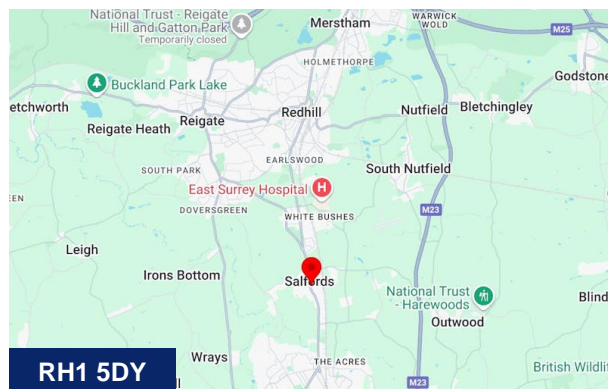 National Trust - Reigate
Hill and Gatton Park
Temporarily closed
Merstham
WARWICK
WOLD
M25
HOLMETHORPE
Godstone
Buckland Park Lake
etchworth
Redhill
Nutfield
Bletchingley
Reigate
Reigate Heath
EARLSWOOD
SOUTH PARK
South Nutfield
East Surrey Hospital
H
DOVERSGREEN
WHITE BUSHES
M23
Leigh
Irons Bottom
Salfords
National Trust
- Harewoods
Outwood
Blind
M23
Wrays
THE ACRES
British Wildli
RH1 5DY